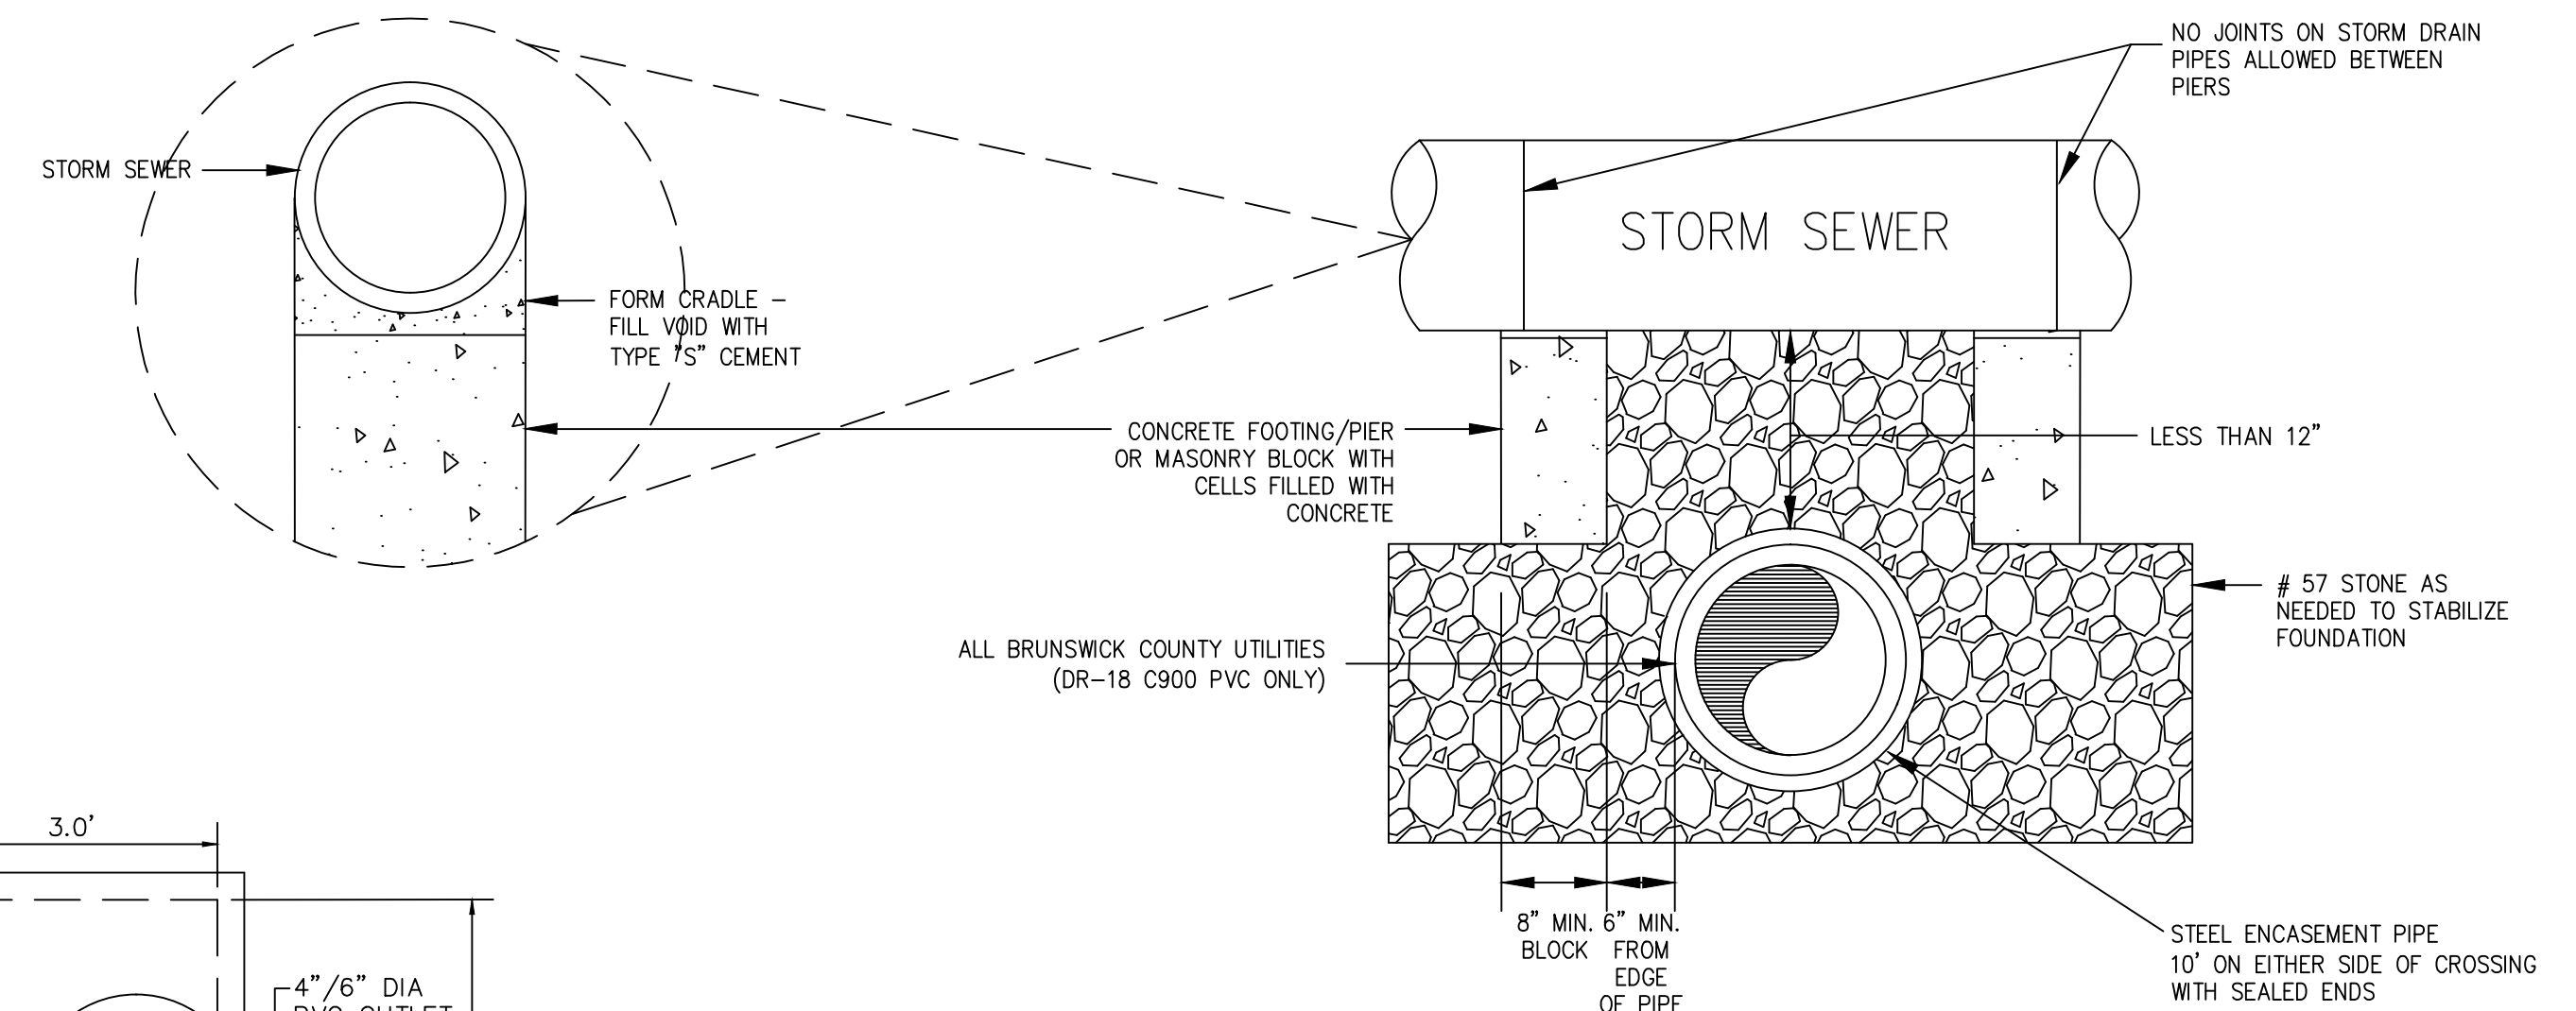 NO JOINTS ON STORM DRAIN
PIPES ALLOWED BETWEEN
PIERS
STORM SEWER
STORM SEWER
FORM CRADLE –
FILL VOID WITH
TYPE "S" CEMENT
CONCRETE FOOTING/PIER
OR MASONRY BLOCK WITH
CELLS FILLED WITH
CONCRETE
LESS THAN 12"
# 57 STONE AS
NEEDED TO STABILIZE
FOUNDATION
ALL BRUNSWICK COUNTY UTILITIES
(DR–18 C900 PVC ONLY)
8" MIN.
BLOCK
6" MIN.
FROM
EDGE
OF PIPE
STEEL ENCASEMENT PIPE
10' ON EITHER SIDE OF CROSSING
WITH SEALED ENDS
3.0'
4"/6" DIA
PVC OUTLET